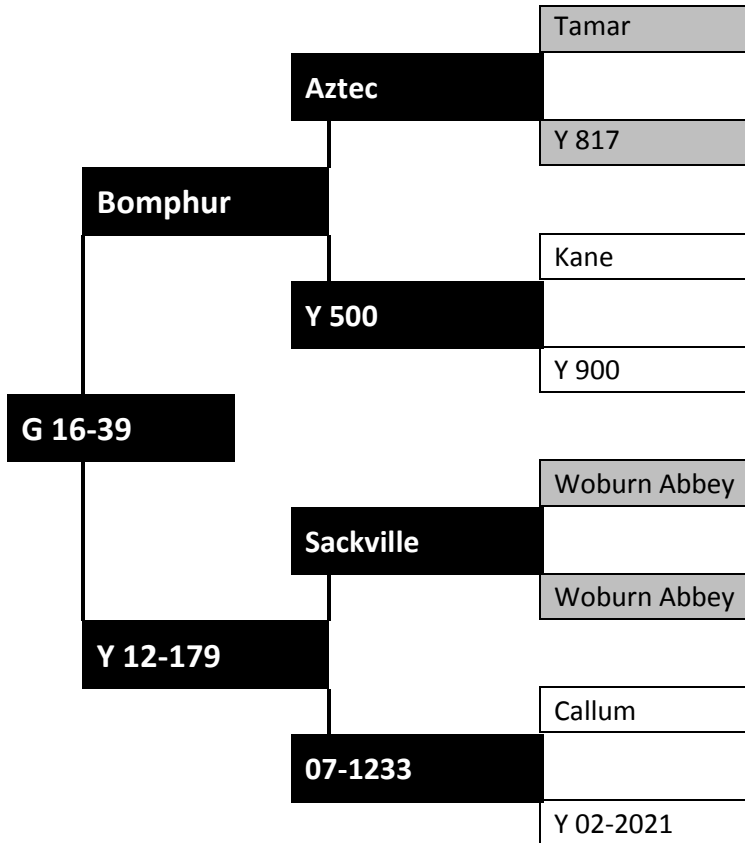 Tamar
Aztec
Y 817
Bomphur
Kane
Y 500
Y 900
G 16-39
Woburn Abbey
Sackville
Woburn Abbey
Y 12-179
Callum
07-1233
Y 02-2021